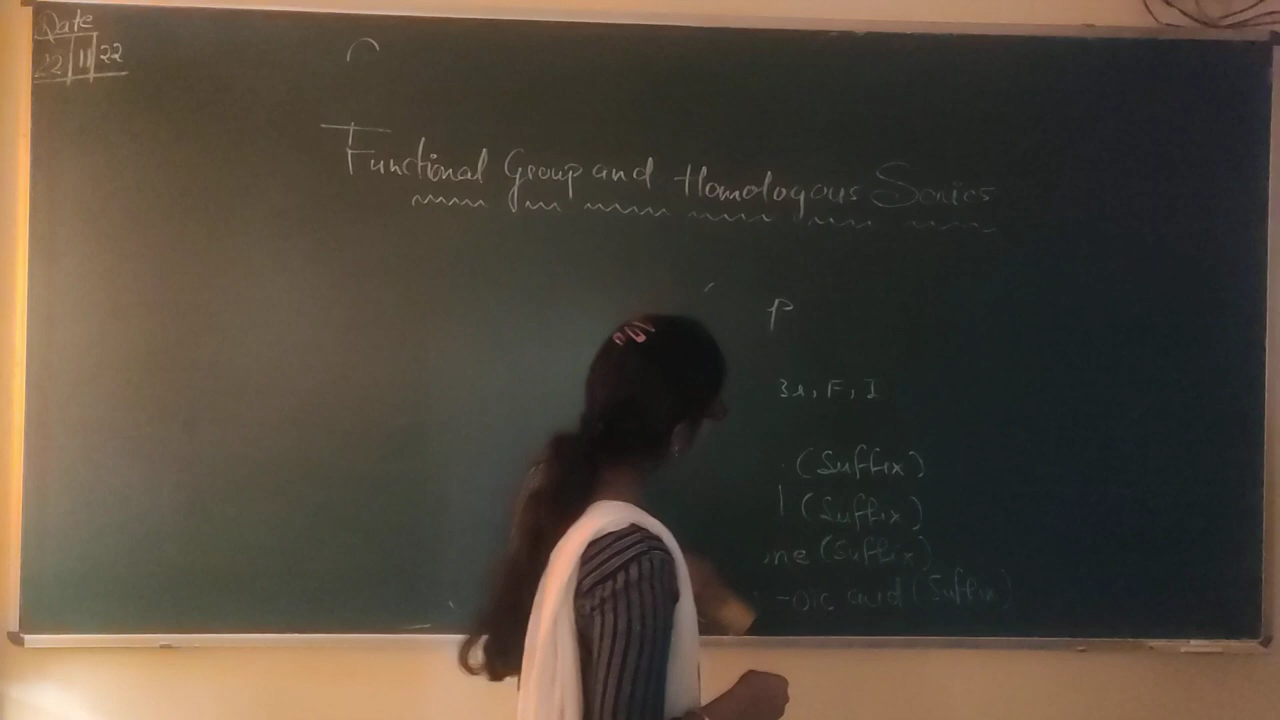 Date
22|11|22
Functional Group and Homologous Series
P
Br, F, I
(Suffix)
l (Suffix)
ne (Suffix)
-oic acid (Suffix)